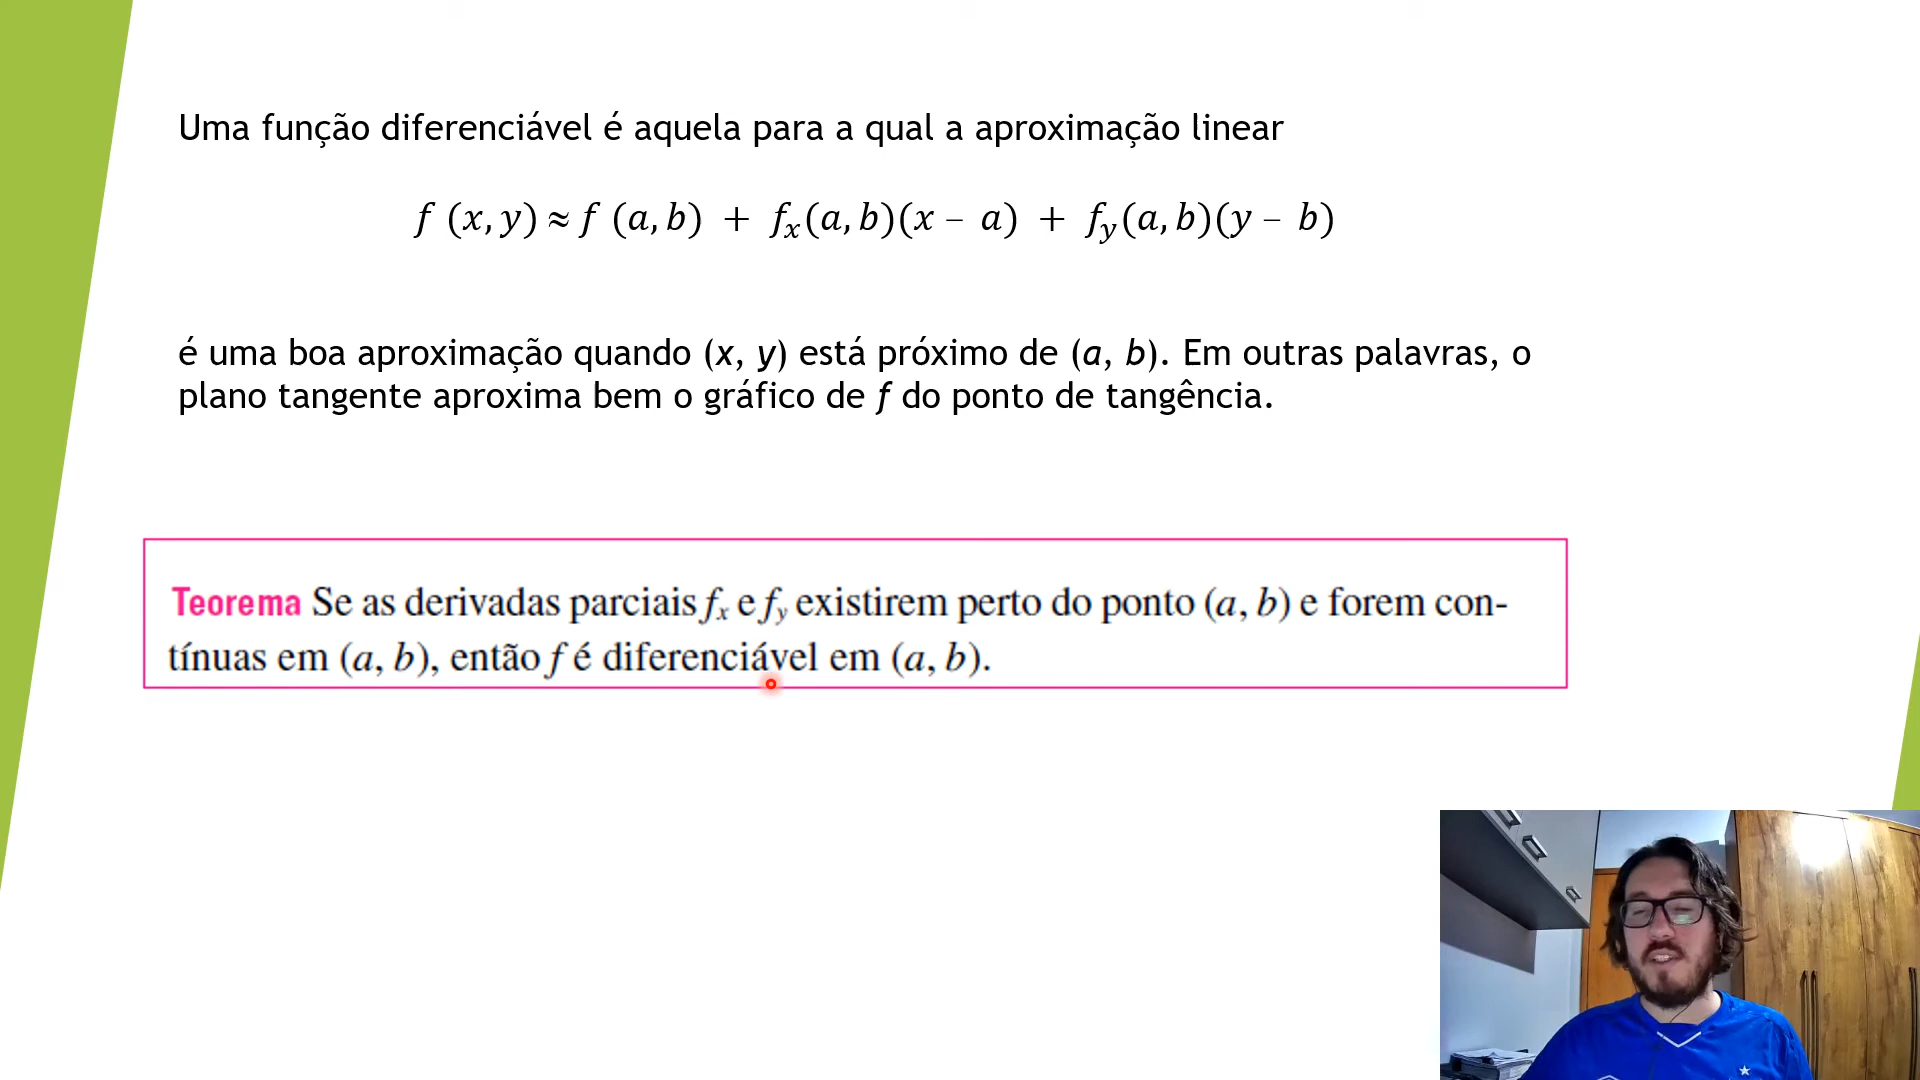 Uma função diferenciável é aquela para a qual a aproximação linear
f (x, y) ≈ f (a, b) + fₓ(a, b)(x – a) + f_y(a, b)(y – b)
é uma boa aproximação quando (x, y) está próximo de (a, b). Em outras palavras, o
plano tangente aproxima bem o gráfico de f do ponto de tangência.
Teorema Se as derivadas parciais fₓ e f_y existirem perto do ponto (a, b) e forem con-
tínuas em (a, b), então f é diferenciável em (a, b).